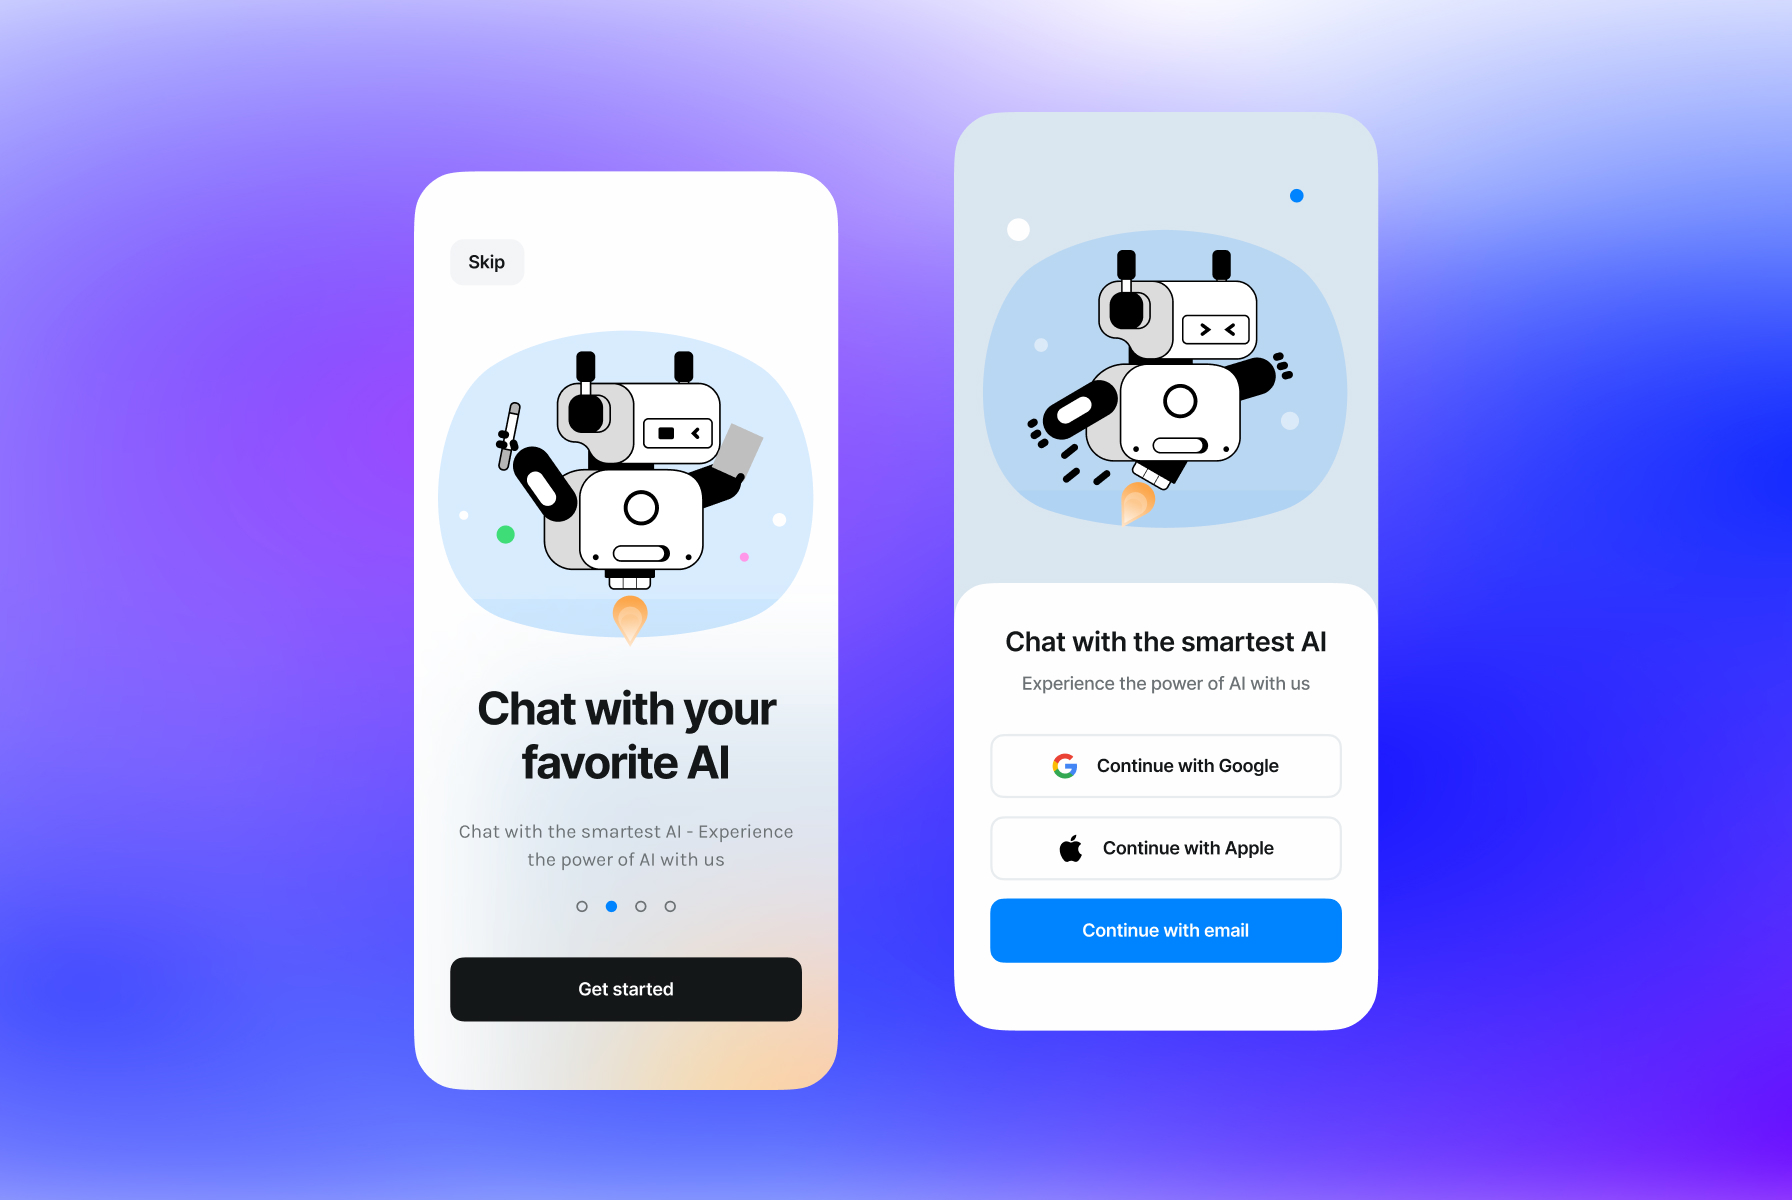 Skip
Chat with your
favorite AI
Chat with the smartest AI - Experience
the power of AI with us
Get started
Chat with the smartest AI
Experience the power of AI with us
Continue with Google
Continue with Apple
Continue with email